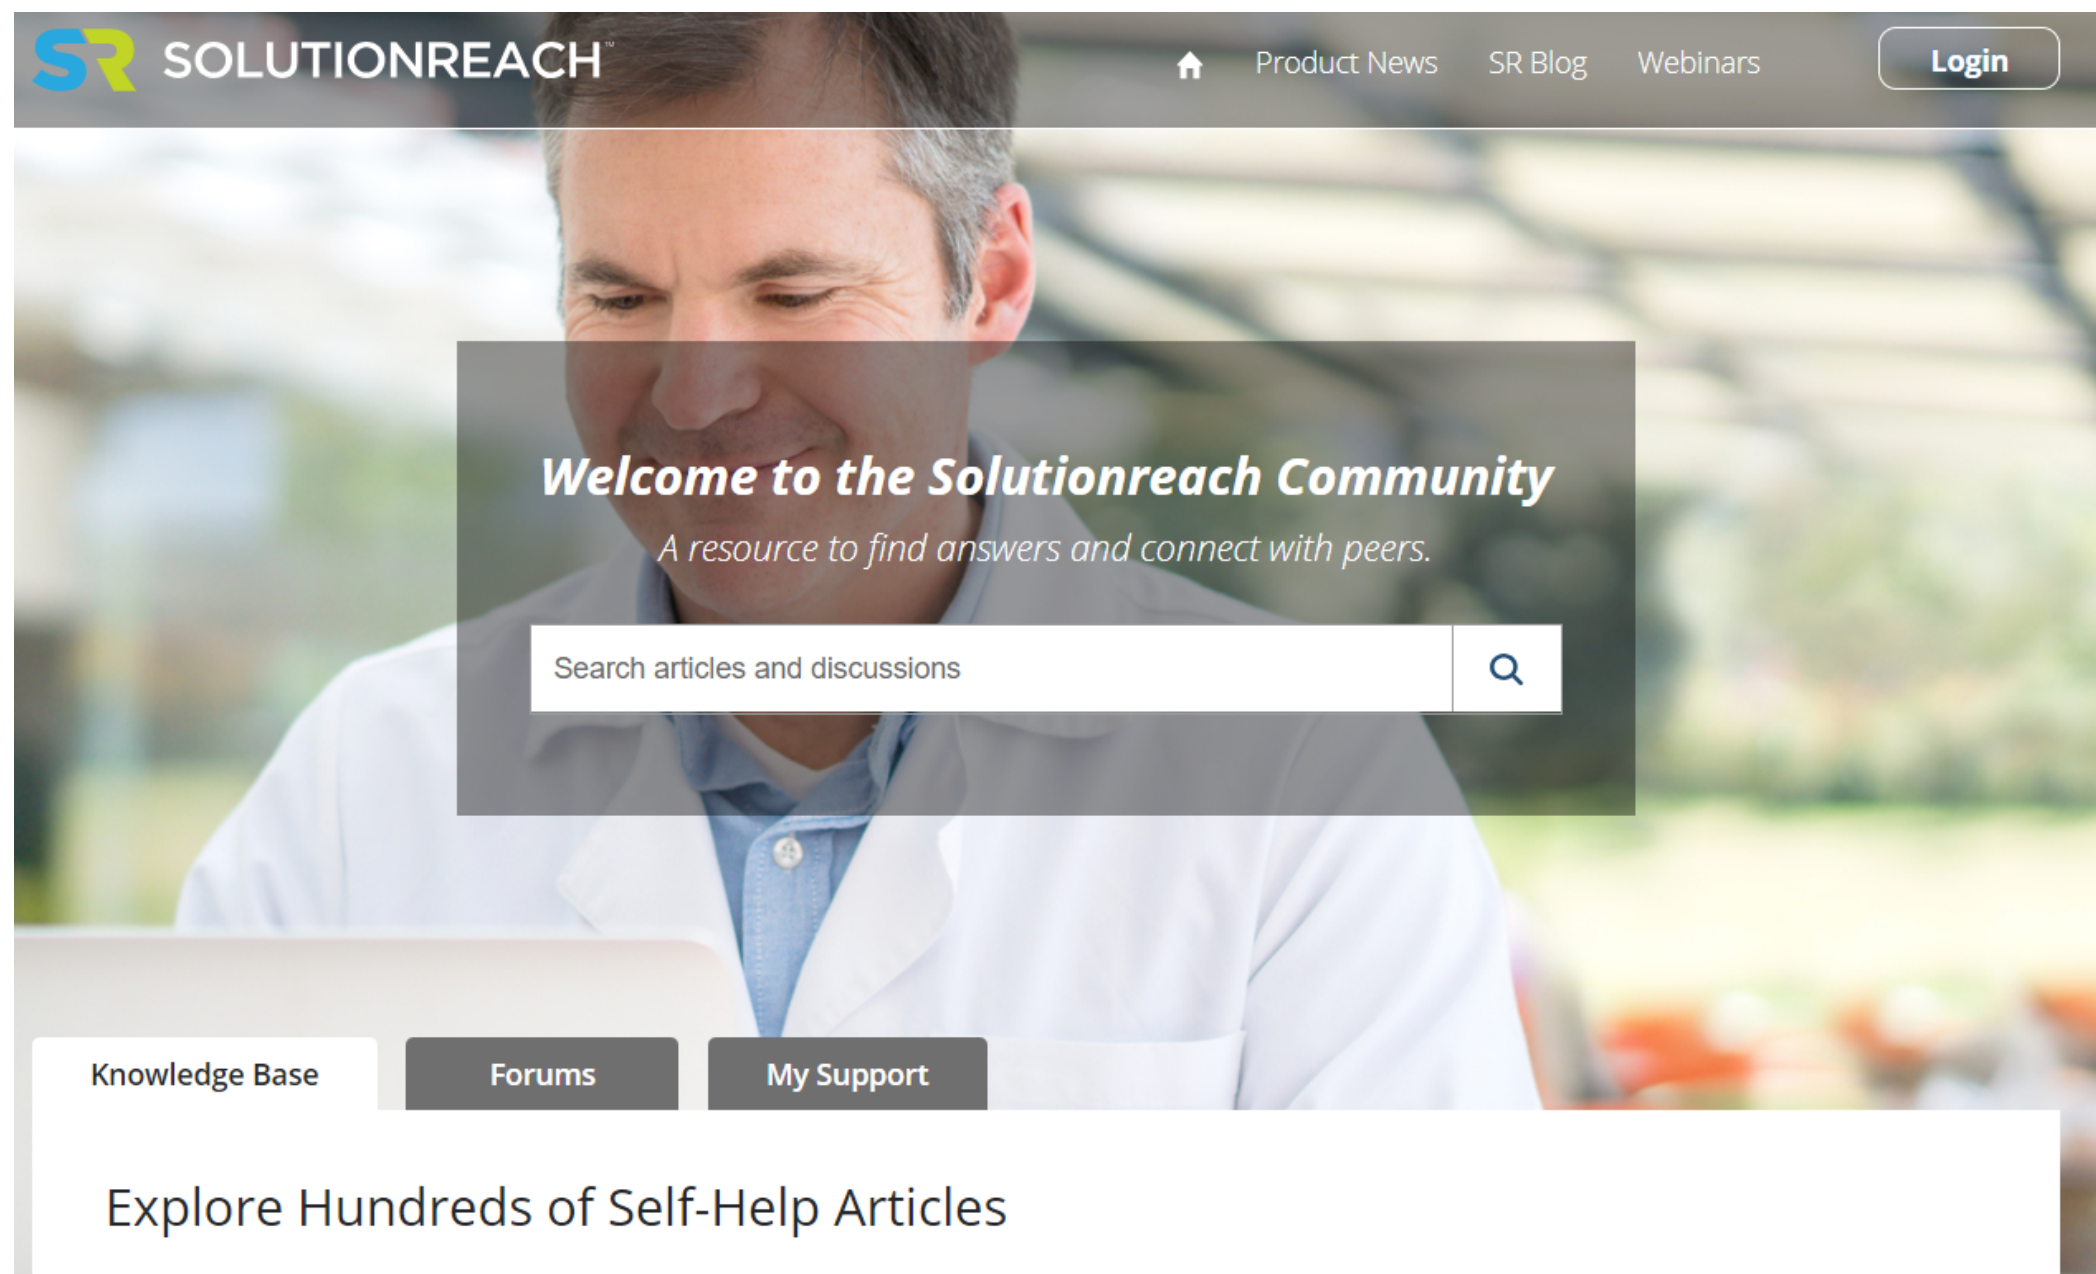 SR SOLUTIONREACH™
Product News SR Blog Webinars Login
Welcome to the Solutionreach Community
A resource to find answers and connect with peers.
Search articles and discussions
Knowledge Base Forums My Support
Explore Hundreds of Self-Help Articles